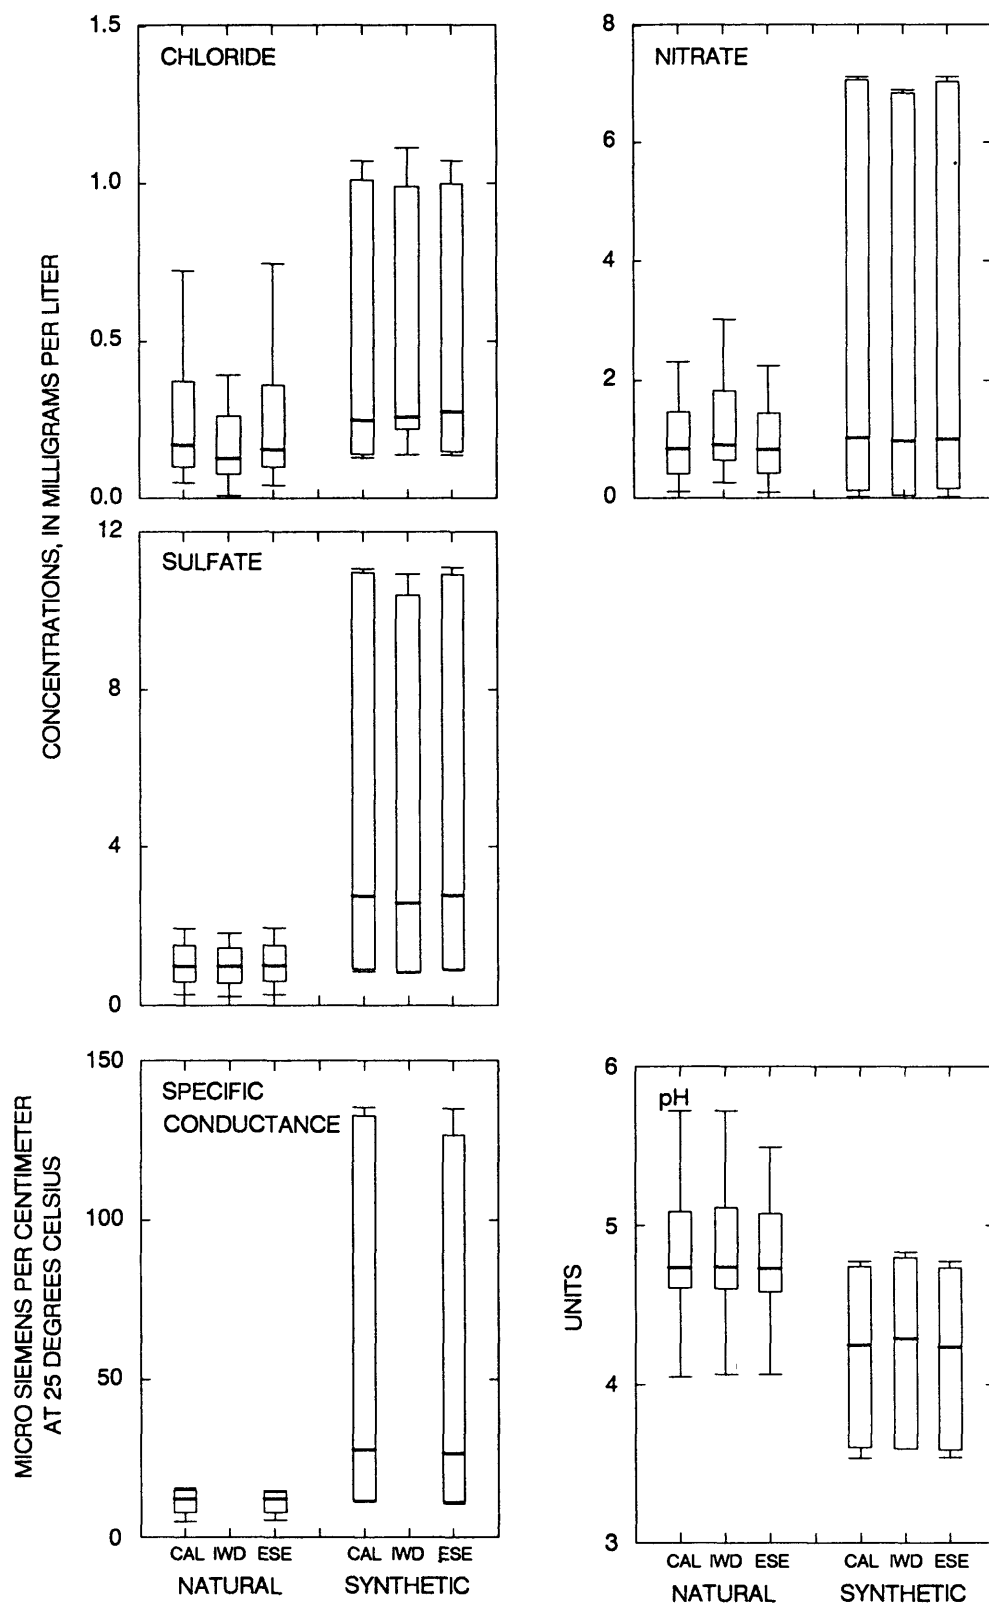 CONCENTRATIONS, IN MILLIGRAMS PER LITER
1.5
1.0
0.5
0.0
CHLORIDE
8
6
4
2
0
NITRATE
12
8
4
0
SULFATE
MICRO SIEMENS PER CENTIMETER
AT 25 DEGREES CELSIUS
150
100
50
0
SPECIFIC
CONDUCTANCE
CAL IWD ESE CAL IWD ESE
NATURAL SYNTHETIC
UNITS
6
5
4
3
pH
CAL IWD ESE CAL IWD ESE
NATURAL SYNTHETIC